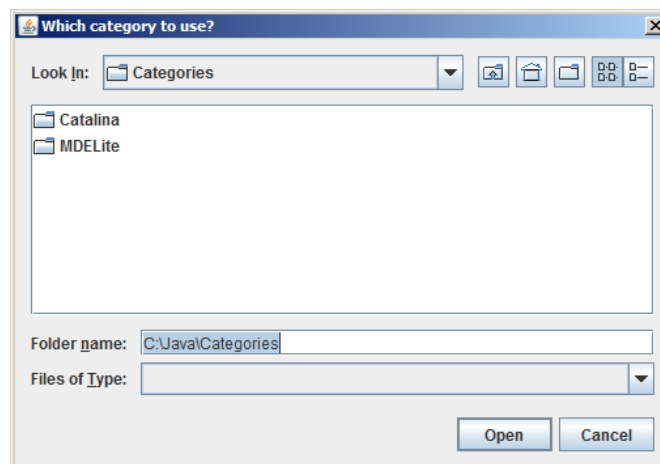 Which category to use?
Look In: Categories
Catalina
MDELite
Folder name: C:\Java\Categories
Files of Type:
Open Cancel